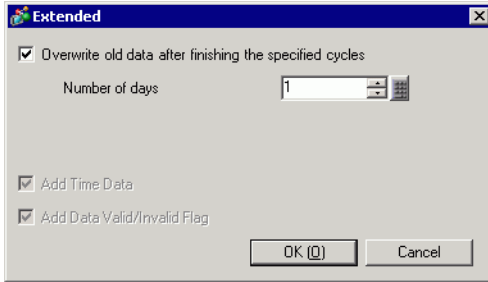 Extended
Overwrite old data after finishing the specified cycles
Number of days 1
Add Time Data
Add Data Valid/Invalid Flag
OK (O) Cancel